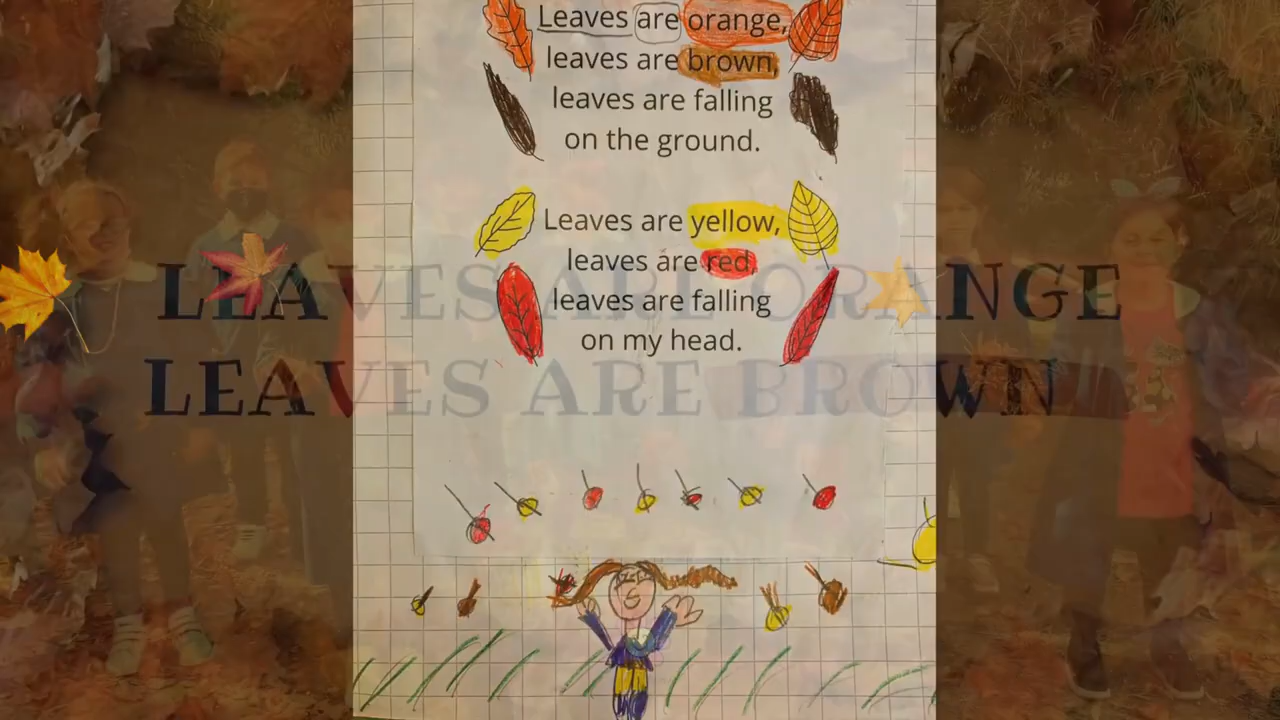 Leaves are orange,
leaves are brown,
leaves are falling
on the ground.
Leaves are yellow,
leaves are red,
leaves are falling
on my head.
LEAVES ARE ORANGE
LEAVES ARE BROWN